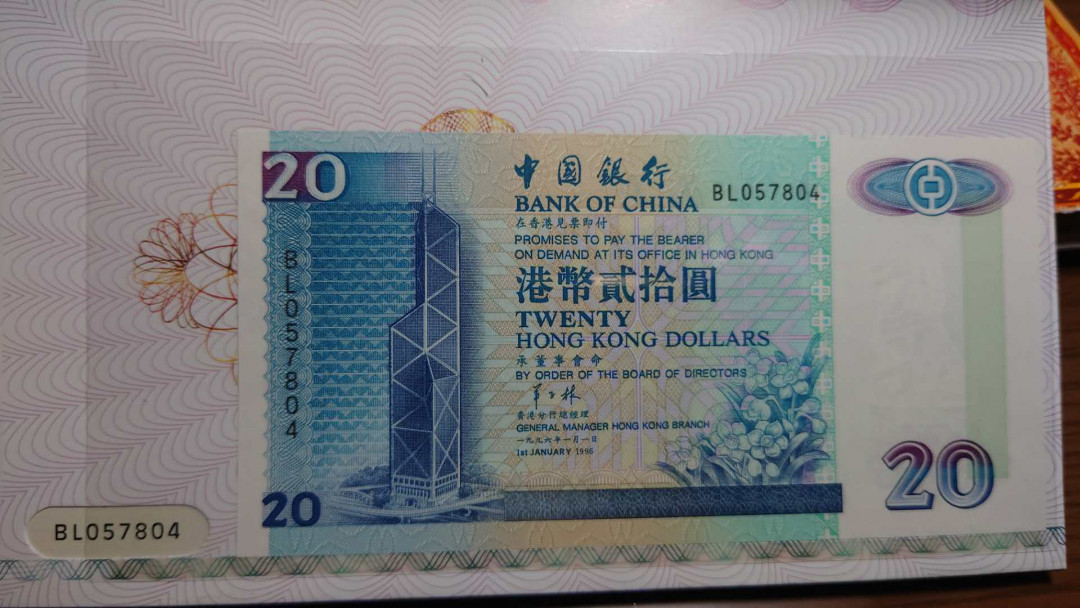 20
中國銀行
BL057804
BANK OF CHINA
在香港見票即付
PROMISES TO PAY THE BEARER
ON DEMAND AT ITS OFFICE IN HONG KONG
港幣貳拾圓
TWENTY
HONG KONG DOLLARS
承董事會命
BY ORDER OF THE BOARD OF DIRECTORS
香港分行總經理
GENERAL MANAGER HONG KONG BRANCH
一九九六年一月一日
1st JANUARY 1996
BL057804
20
20
BL057804